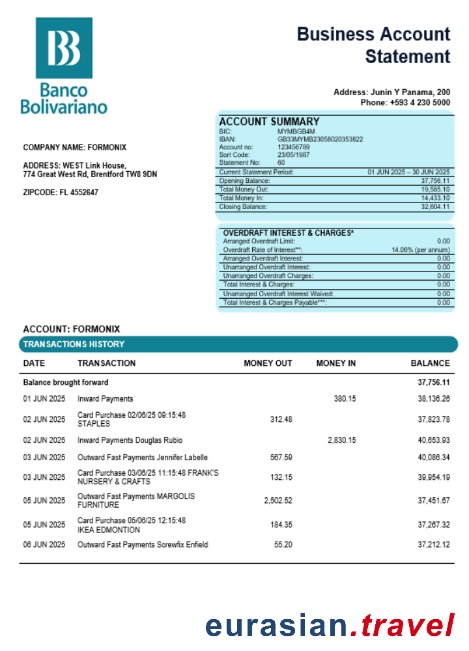 Business Account
Statement
Banco
Bolivariano
Address: Junin Y Panama, 200
Phone: +593 4 230 5000
COMPANY NAME: FORMONIX
ADDRESS: WEST Link House,
774 Great West Rd, Brentford TW8 9DN
ZIPCODE: FL 4552647
ACCOUNT SUMMARY
BIC: MYMBGB4M
IBAN: GB33MYMB23058020353822
Account no: 123456789
Sort Code: 23/05/1987
Statement No: 60
Current Statement Period: 01 JUN 2025 – 30 JUN 2025
Opening Balance: 37,756.11
Total Money Out: 19,585.10
Total Money In: 14,433.10
Closing Balance: 32,604.11
OVERDRAFT INTEREST & CHARGES*
Arranged Overdraft Limit: 0.00
Overdraft Rate of Interest**: 14.06% (per annum)
Arranged Overdraft Interest: 0.00
Unarranged Overdraft Interest: 0.00
Unarranged Overdraft Charges: 0.00
Total Interest & Charges: 0.00
Unarranged Overdraft Interest Waived: 0.00
Total Interest & Charges Payable***: 0.00
ACCOUNT: FORMONIX
TRANSACTIONS HISTORY
DATE TRANSACTION MONEY OUT MONEY IN BALANCE
Balance brought forward 37,756.11
01 JUN 2025 Inward Payments 380.15 38,136.26
02 JUN 2025 Card Purchase 02/06/25 09:15:48 312.48 37,823.78
STAPLES
02 JUN 2025 Inward Payments Douglas Rubio 2,830.15 40,653.93
03 JUN 2025 Outward Fast Payments Jennifer Labelle 567.59 40,086.34
03 JUN 2025 Card Purchase 03/06/25 11:15:48 FRANK'S 132.15 39,954.19
NURSERY & CRAFTS
05 JUN 2025 Outward Fast Payments MARGOLIS 2,502.52 37,451.67
FURNITURE
05 JUN 2025 Card Purchase 05/06/25 12:15:48 184.35 37,267.32
IKEA EDMONTION
06 JUN 2025 Outward Fast Payments Screwfix Enfield 55.20 37,212.12
eurasian.travel